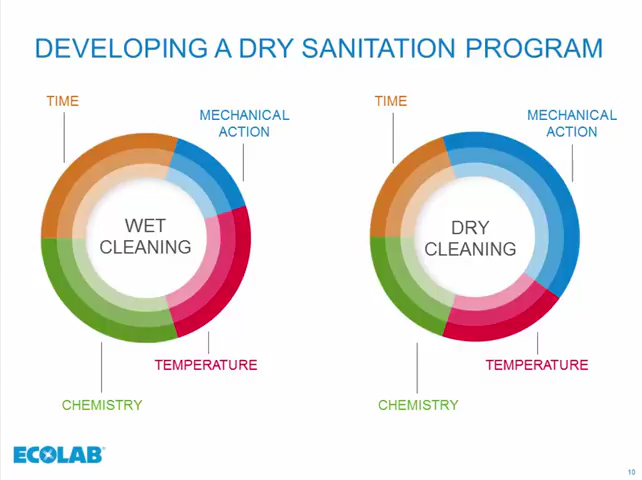 DEVELOPING A DRY SANITATION PROGRAM
TIME
MECHANICAL
ACTION
WET
CLEANING
TEMPERATURE
CHEMISTRY
TIME
MECHANICAL
ACTION
DRY
CLEANING
TEMPERATURE
CHEMISTRY
ECOLAB
10